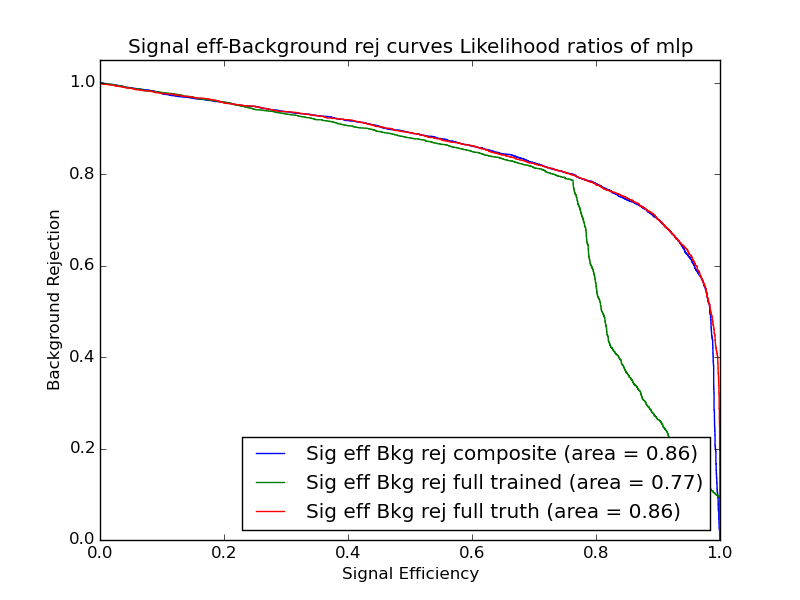 Signal eff-Background rej curves Likelihood ratios of mlp
1.0
0.8
0.6
0.4
0.2
0.0
Background Rejection
Sig eff Bkg rej composite (area = 0.86)
Sig eff Bkg rej full trained (area = 0.77)
Sig eff Bkg rej full truth (area = 0.86)
0.0 0.2 0.4 0.6 0.8 1.0
Signal Efficiency